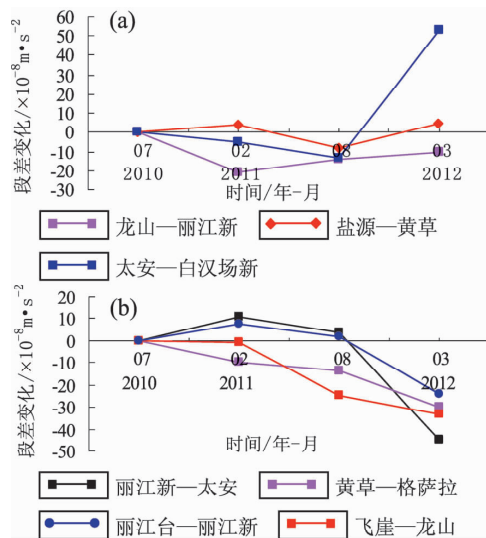 (a)
段差变化/×10⁻⁸m•s⁻²
60
50
40
30
20
10
0
-10
-20
-30
07 02 08 03
2010 2011 2012
时间/年-月
龙山—丽江新 盐源—黄草
太安—白汉场新
(b)
段差变化/×10⁻⁸m•s⁻²
20
10
0
-10
-20
-30
-40
-50
07 02 08 03
2010 2011 2012
时间/年-月
丽江新—太安 黄草—格萨拉
丽江台—丽江新 飞崖—龙山